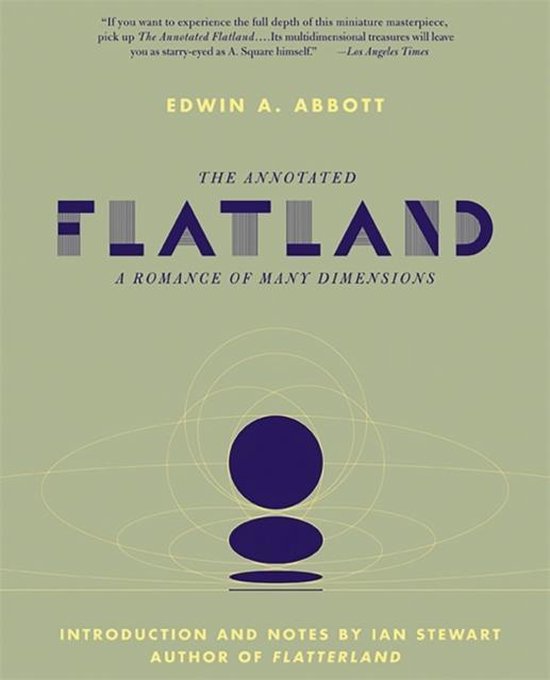 “If you want to experience the full depth of this miniature masterpiece,
pick up The Annotated Flatland….Its multidimensional treasures will leave
you as starry-eyed as A. Square himself.” —Los Angeles Times
EDWIN A. ABBOTT
THE ANNOTATED
FLATLAND
A ROMANCE OF MANY DIMENSIONS
INTRODUCTION AND NOTES BY IAN STEWART
AUTHOR OF FLATTERLAND